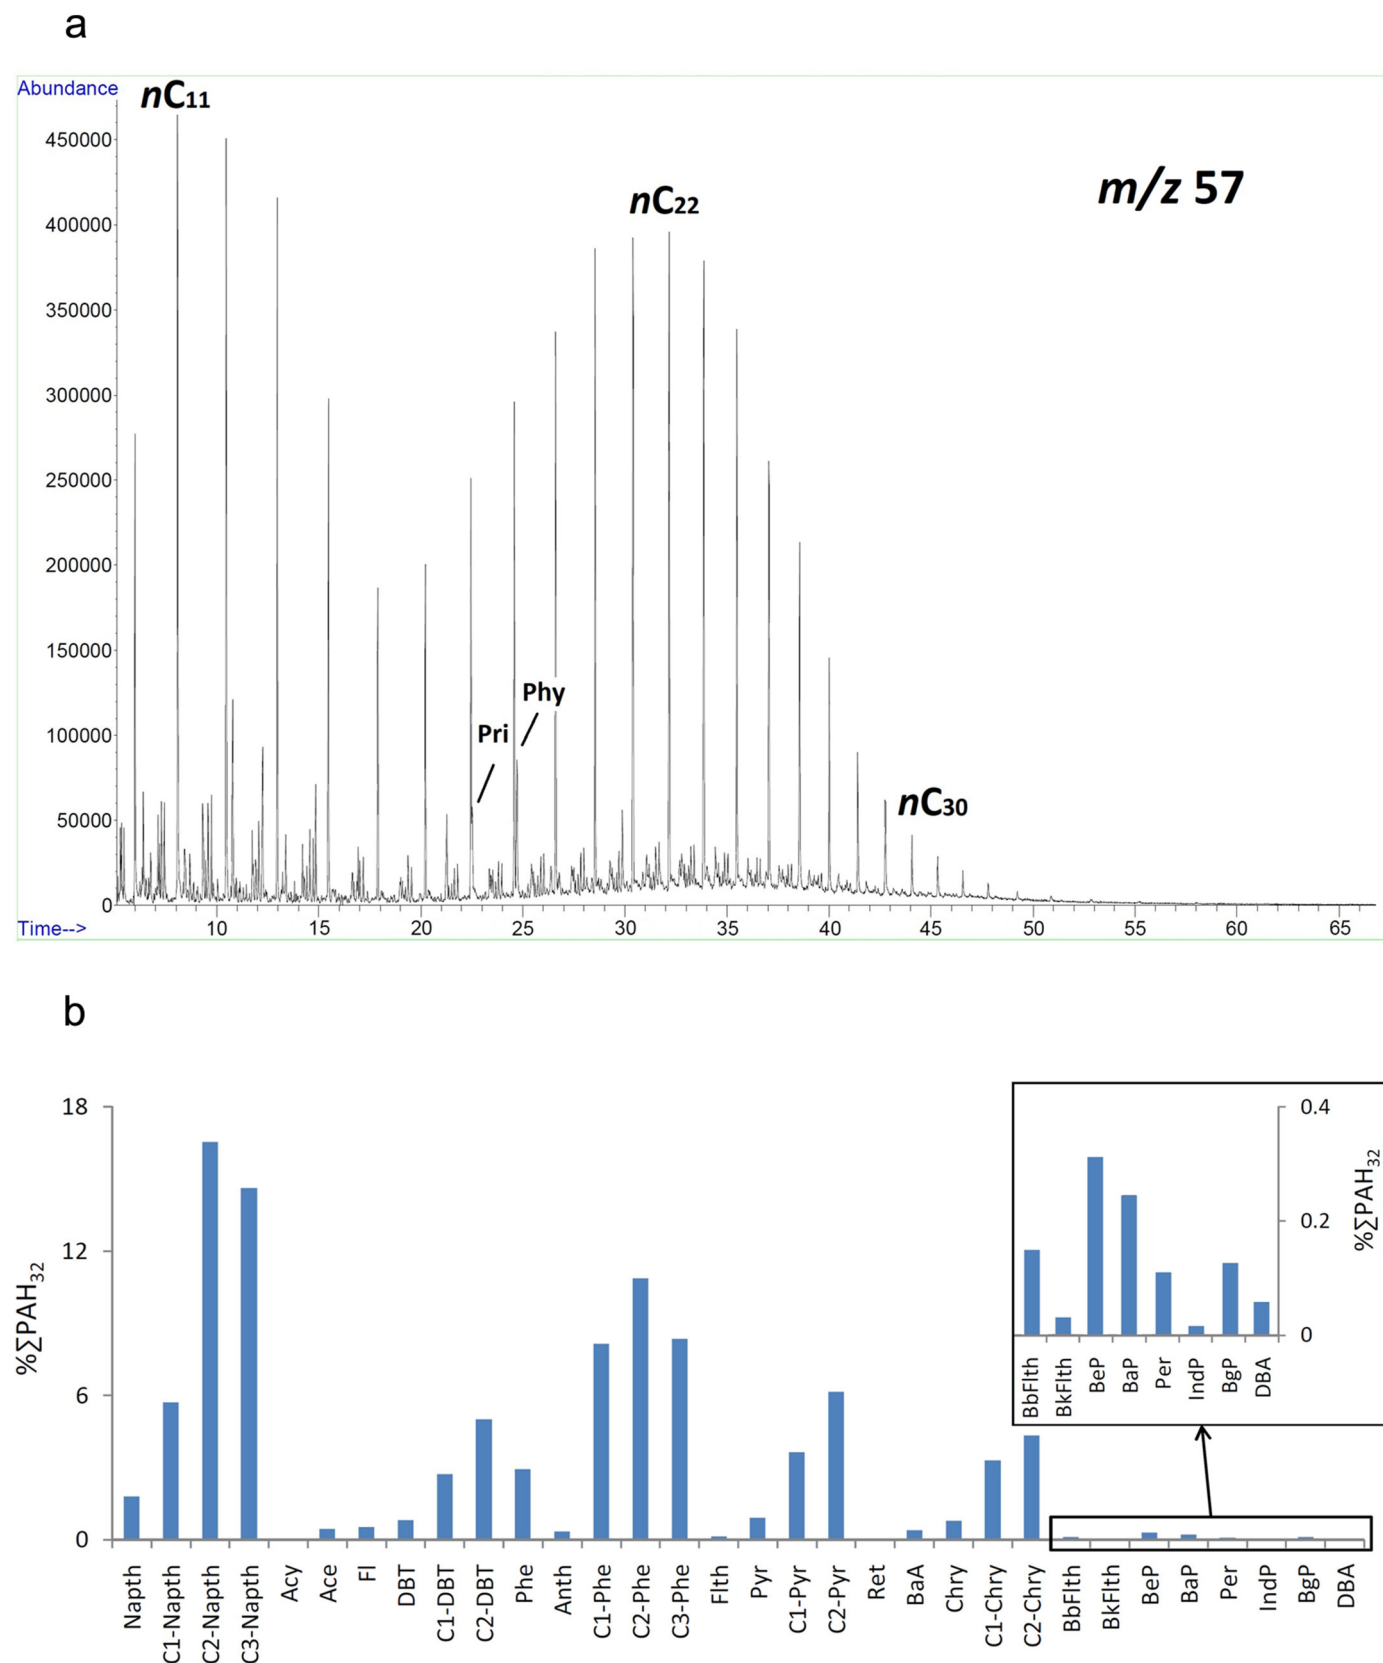 a
Abundance
nC11
450000
400000
350000
300000
250000
200000
150000
100000
50000
0
nC22
m/z 57
Phy
Pri
nC30
10 15 20 25 30 35 40 45 50 55 60 65
Time-->
b
18
12
6
0
%∑PAH32
0.4
0.2
0
%∑PAH32
BbFlth BkFlth BeP BaP Per IndP BgP DBA
Napth C1-Napth C2-Napth C3-Napth Acy Ace Fl DBT C1-DBT C2-DBT Phe Anth C1-Phe C2-Phe C3-Phe Flth Pyr C1-Pyr C2-Pyr Ret BaA Chry C1-Chry C2-Chry BbFlth BkFlth BeP BaP Per IndP BgP DBA